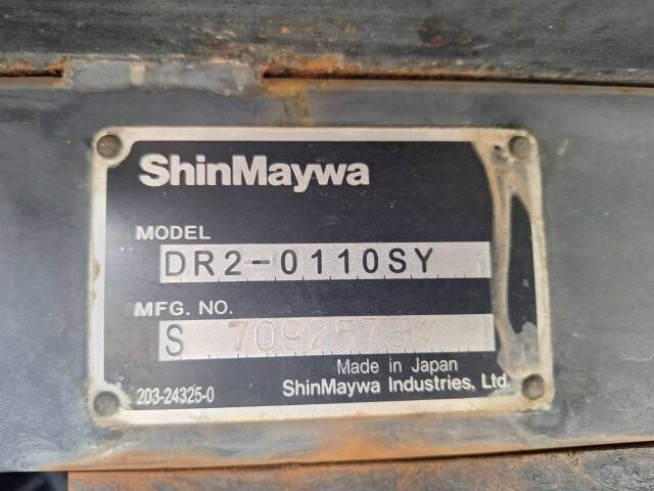 ShinMaywa
MODEL
DR2-0110SY
MFG. NO.
S
Made in Japan
203-24325-0
ShinMaywa Industries, Ltd.